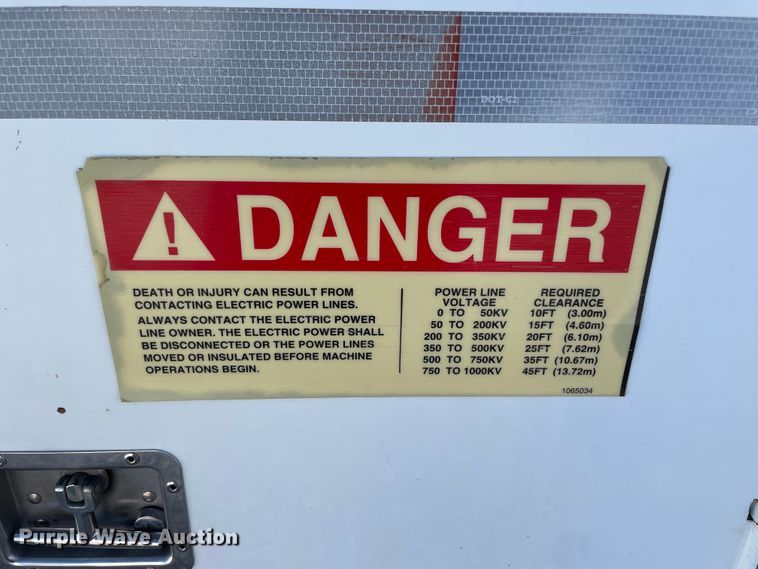 DOT-C2
DANGER
DEATH OR INJURY CAN RESULT FROM
CONTACTING ELECTRIC POWER LINES.
ALWAYS CONTACT THE ELECTRIC POWER
LINE OWNER. THE ELECTRIC POWER SHALL
BE DISCONNECTED OR THE POWER LINES
MOVED OR INSULATED BEFORE MACHINE
OPERATIONS BEGIN.
POWER LINE REQUIRED
VOLTAGE CLEARANCE
0 TO 50KV 10FT (3.00m)
50 TO 200KV 15FT (4.60m)
200 TO 350KV 20FT (6.10m)
350 TO 500KV 25FT (7.62m)
500 TO 750KV 35FT (10.67m)
750 TO 1000KV 45FT (13.72m)
1065034
Purple Wave Auction